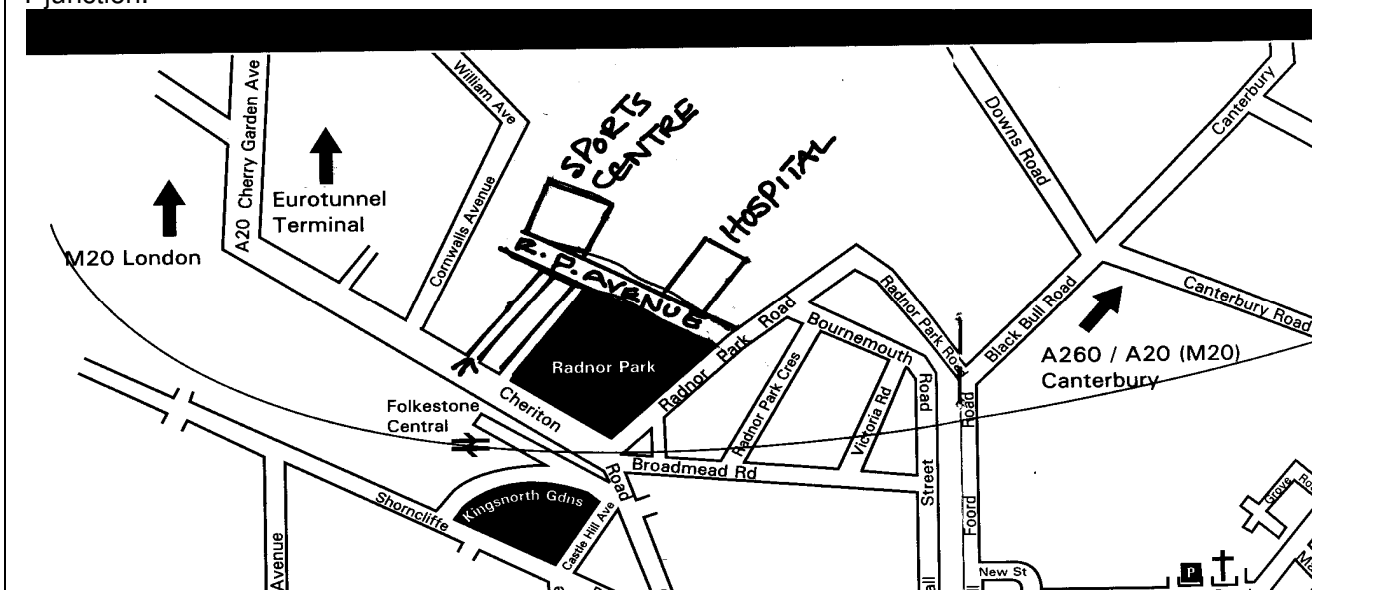 William Ave
A20 Cherry Garden Ave
SPORTS
CENTRE
HOSPITAL
Downs Road
Canterbury
Eurotunnel
Terminal
M20 London
Cornwalls Avenue
R. P. AVENUE
Radnor Park
Radnor Park Road
Bournemouth
Road
Radnor Park Road
Black Bull Road
Canterbury Road
A260 / A20 (M20)
Canterbury
Cheriton
Road
Folkestone
Central
Radnor Park Cres
Victoria Rd
Broadmead Rd
Street
Road
Foord
Kingsnorth Gdns
Shorncliffe
Castle Hill Ave
Avenue
Grove
New St
P